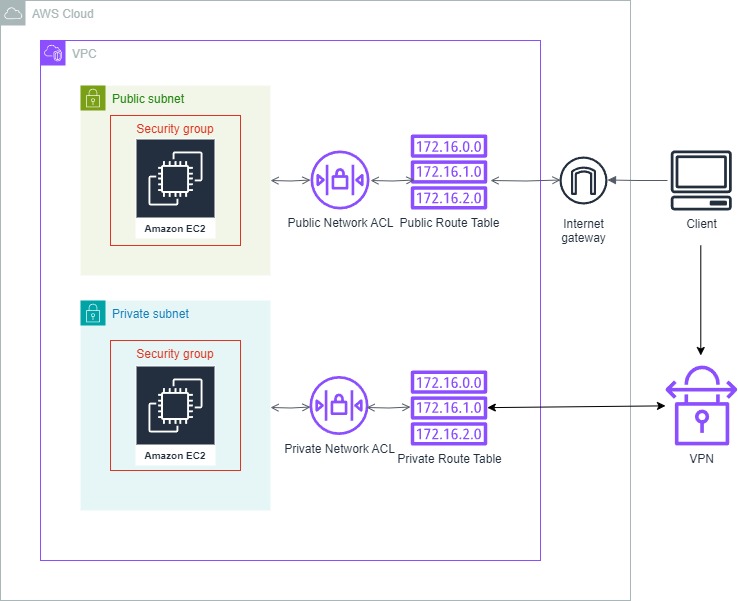 AWS Cloud
VPC
Public subnet
Security group
Amazon EC2
172.16.0.0
172.16.1.0
172.16.2.0
Public Network ACL
Public Route Table
Internet
gateway
Client
Private subnet
Security group
Amazon EC2
172.16.0.0
172.16.1.0
172.16.2.0
Private Network ACL
Private Route Table
VPN